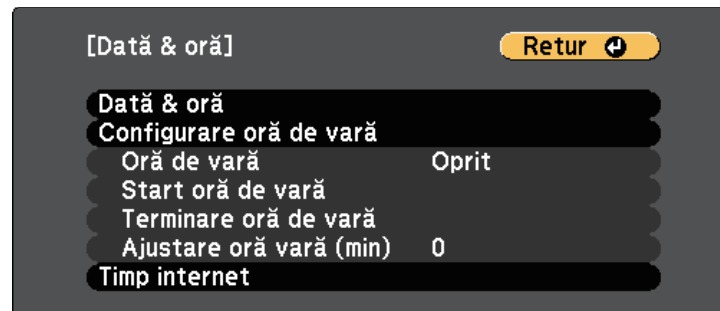 [Dată & oră]
Retur
Dată & oră
Configurare oră de vară
Oră de vară Oprit
Start oră de vară
Terminare oră de vară
Ajustare oră vară (min) 0
Timp internet